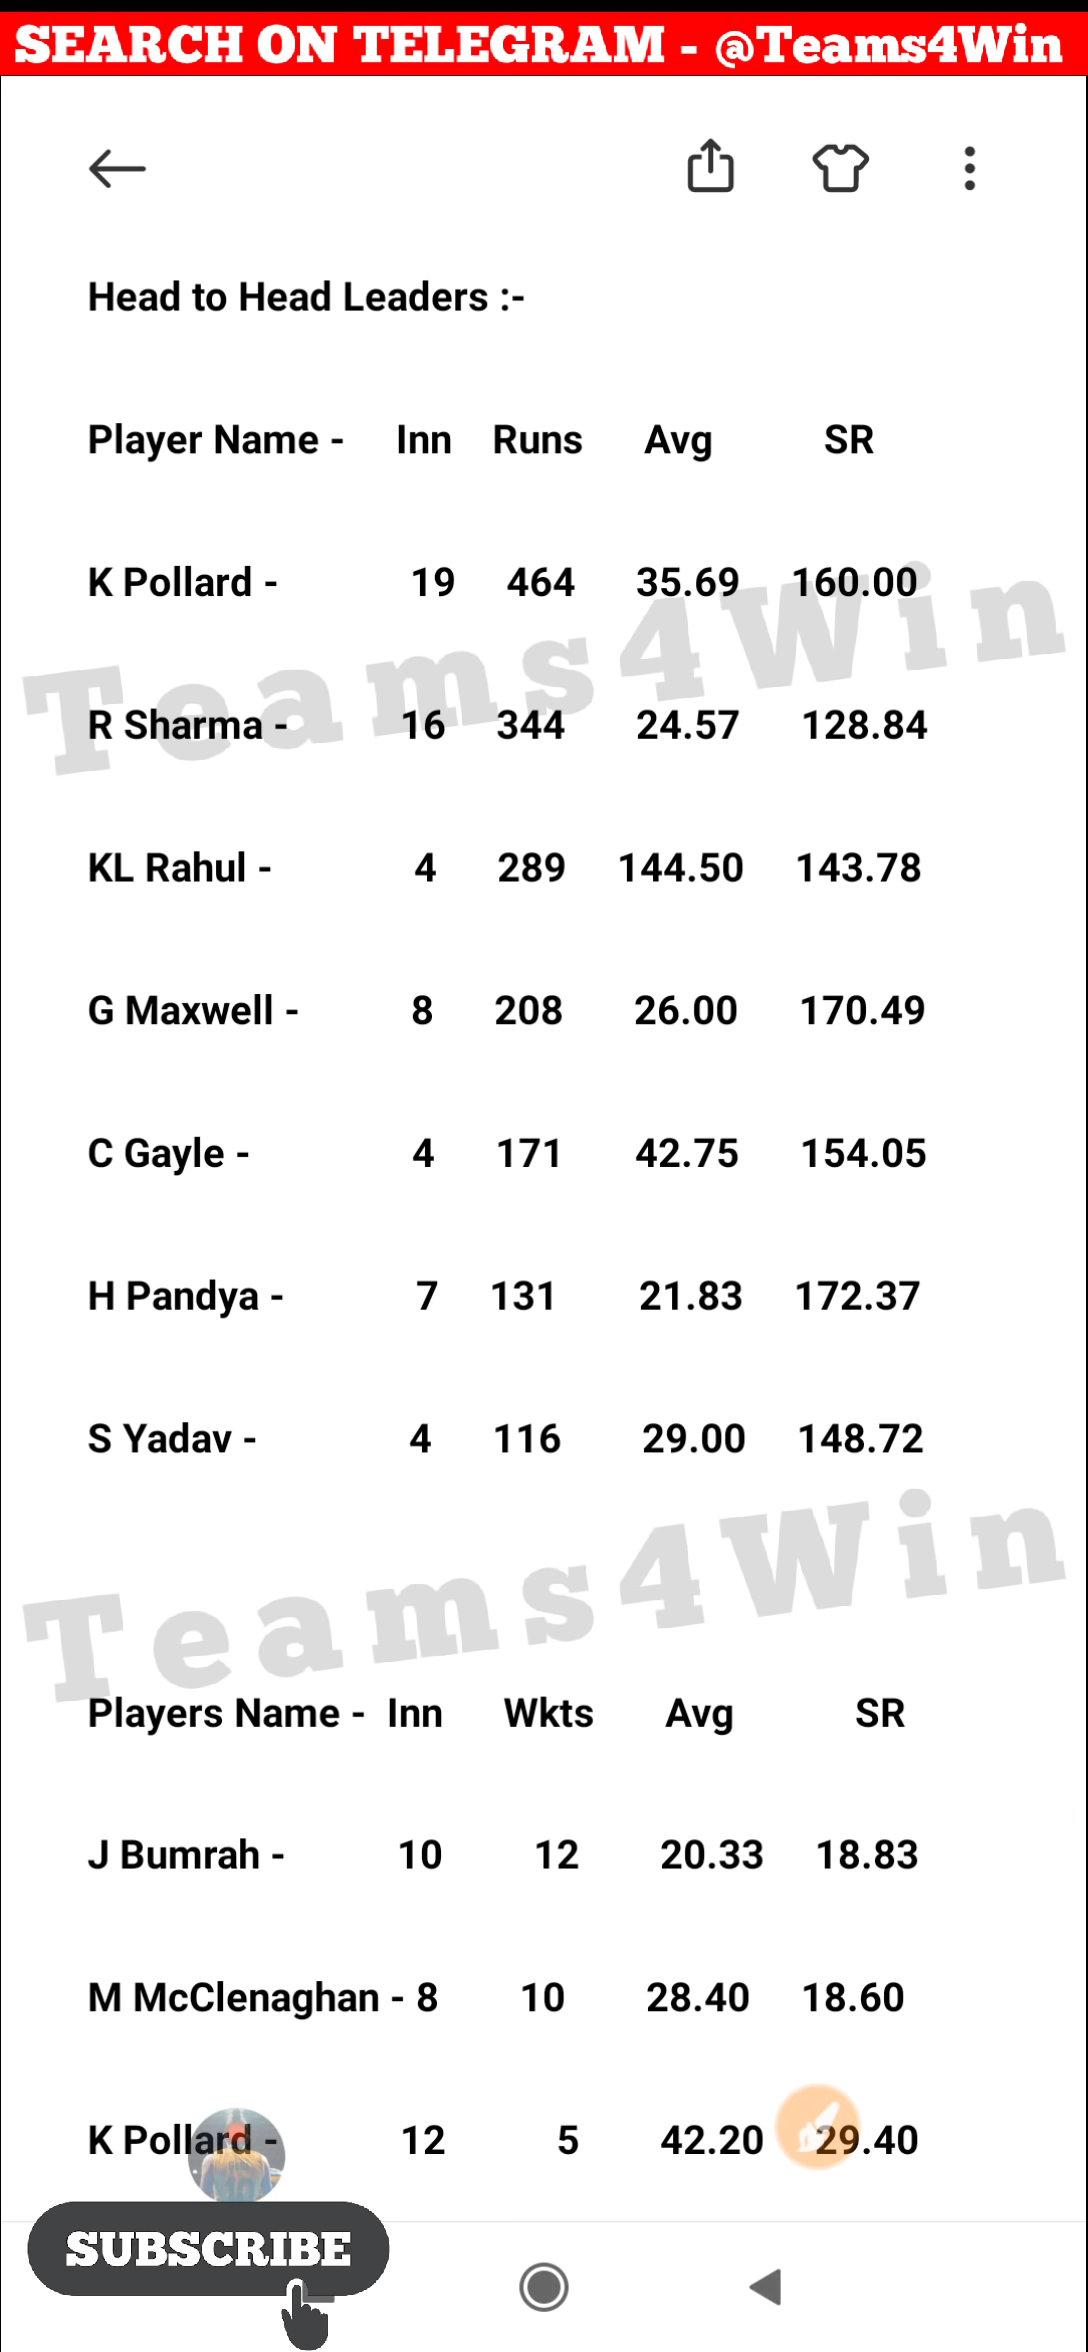 SEARCH ON TELEGRAM - @Teams4Win
Head to Head Leaders :-
Player Name - Inn Runs Avg SR
K Pollard - 19 464 35.69 160.00
Teams4Win
R Sharma - 16 344 24.57 128.84
KL Rahul - 4 289 144.50 143.78
G Maxwell - 8 208 26.00 170.49
C Gayle - 4 171 42.75 154.05
H Pandya - 7 131 21.83 172.37
S Yadav - 4 116 29.00 148.72
Teams4Win
Players Name - Inn Wkts Avg SR
J Bumrah - 10 12 20.33 18.83
M McClenaghan - 8 10 28.40 18.60
K Pollard - 12 5 42.20 29.40
SUBSCRIBE